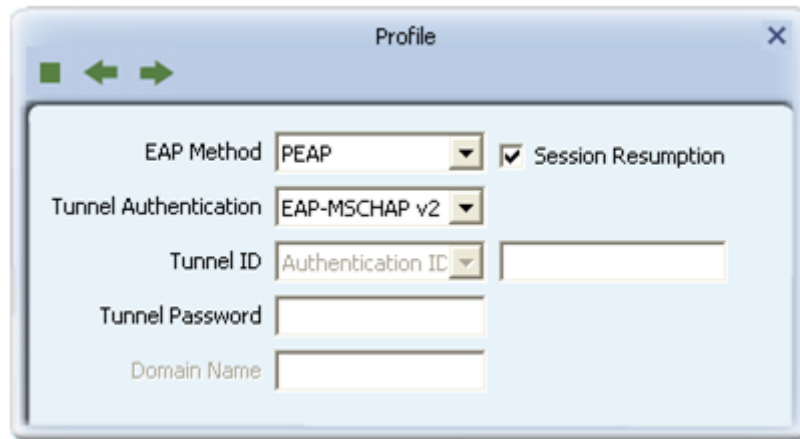 Profile
EAP Method PEAP Session Resumption
Tunnel Authentication EAP-MSCHAP v2
Tunnel ID Authentication ID
Tunnel Password
Domain Name